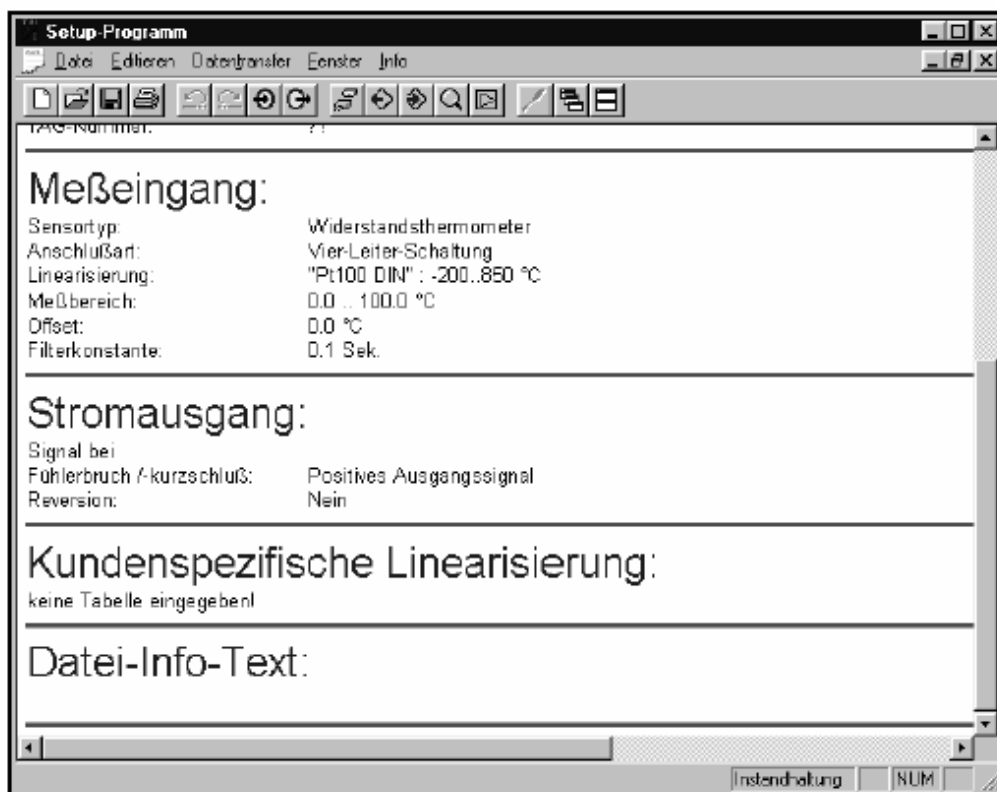 Setup-Programm
Datei Editieren Datentransfer Fenster Info
TAG-Nummer: ??
Meßeingang:
Sensortyp: Widerstandsthermometer
Anschlußart: Vier-Leiter-Schaltung
Linearisierung: "Pt100 DIN" : -200..850 °C
Meßbereich: 0.0 .. 100.0 °C
Offset: 0.0 °C
Filterkonstante: 0.1 Sek.
Stromausgang:
Signal bei
Fühlerbruch /-kurzschluß: Positives Ausgangssignal
Reversion: Nein
Kundenspezifische Linearisierung:
keine Tabelle eingegeben!
Datei-Info-Text:
Instandhaltung NUM